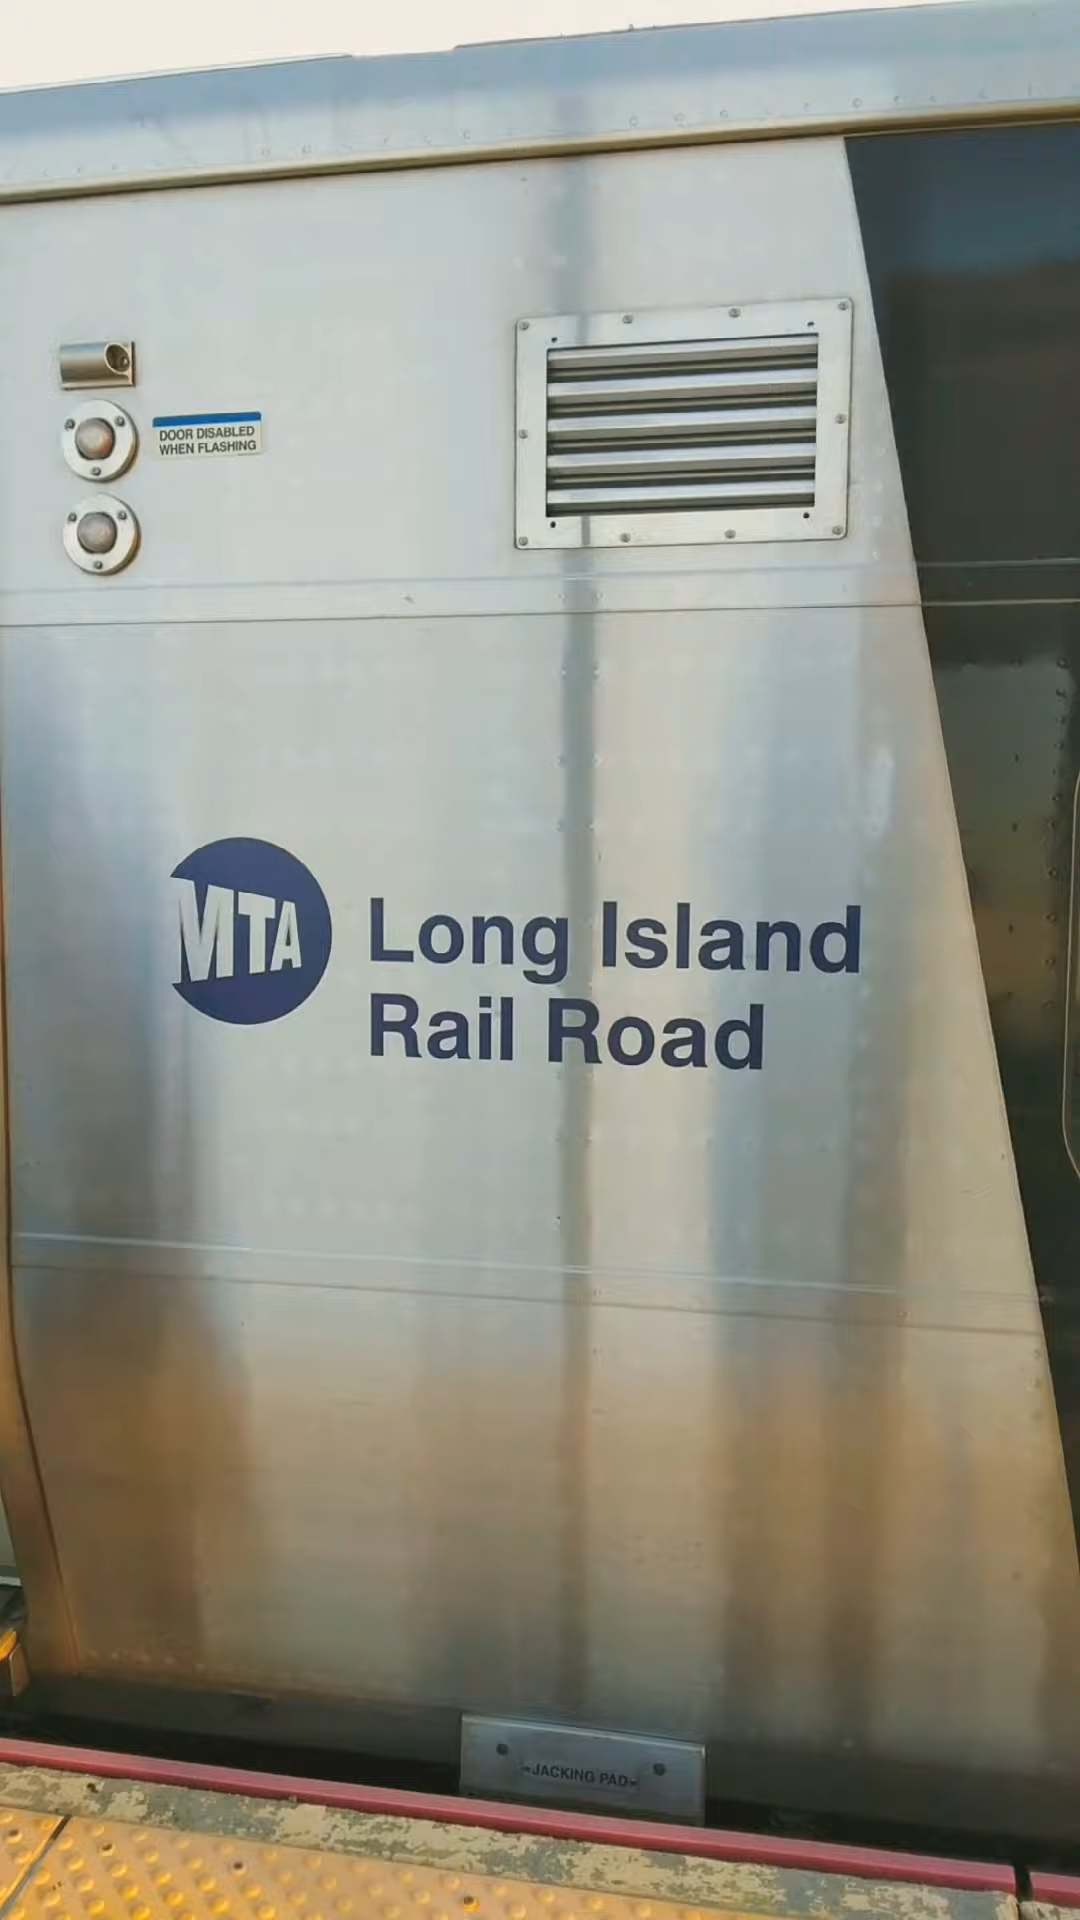 DOOR DISABLED
WHEN FLASHING
MTA
Long Island
Rail Road
JACKING PAD